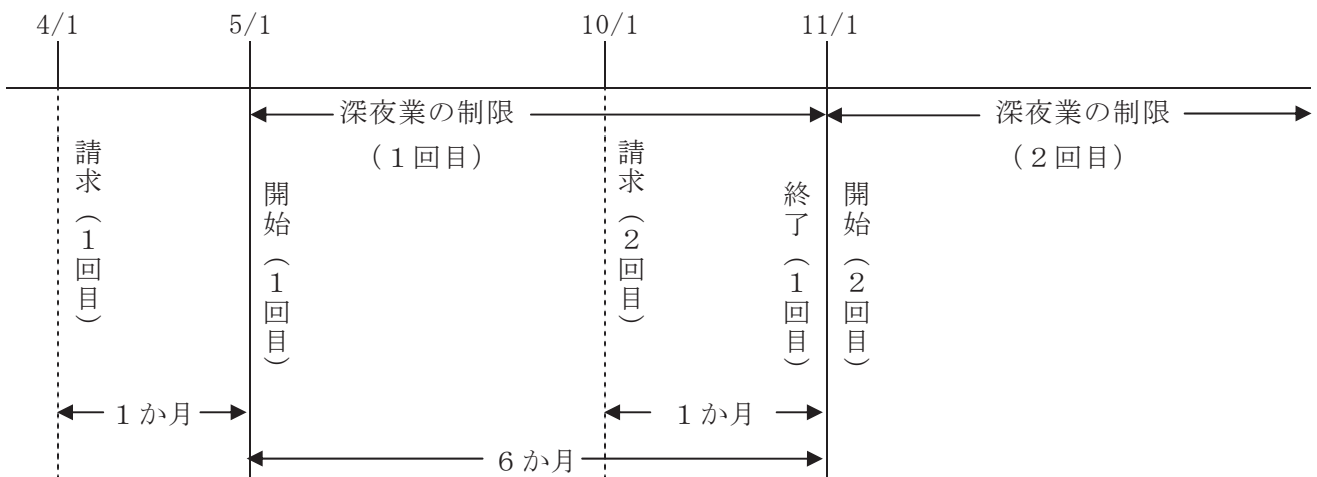 4/1
5/1
10/1
11/1
深夜業の制限
(1回目)
深夜業の制限
(2回目)
請求(1回目)
開始(1回目)
請求(2回目)
終了(1回目)
開始(2回目)
1か月
1か月
6か月